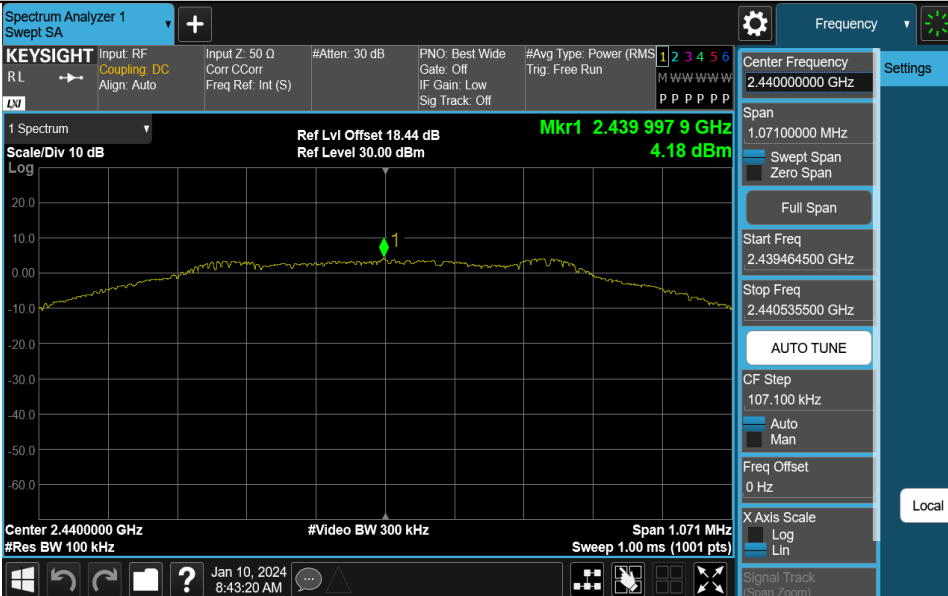 Spectrum Analyzer 1
Swept SA
+
Frequency
KEYSIGHT
RL
LXI
Input: RF
Coupling: DC
Align: Auto
Input Z: 50 Ω
Corr CCorr
Freq Ref: Int (S)
#Atten: 30 dB
PNO: Best Wide
Gate: Off
IF Gain: Low
Sig Track: Off
#Avg Type: Power (RMS
Trig: Free Run
1 2 3 4 5 6
M W W W W W
P P P P P P
1 Spectrum
Scale/Div 10 dB
Log
Ref Lvl Offset 18.44 dB
Ref Level 30.00 dBm
Mkr1 2.439 997 9 GHz
4.18 dBm
20.0
10.0
0.00
-10.0
-20.0
-30.0
-40.0
-50.0
-60.0
1
Center 2.4400000 GHz
#Res BW 100 kHz
#Video BW 300 kHz
Span 1.071 MHz
Sweep 1.00 ms (1001 pts)
Center Frequency
2.440000000 GHz
Span
1.07100000 MHz
Swept Span
Zero Span
Full Span
Start Freq
2.439464500 GHz
Stop Freq
2.440535500 GHz
AUTO TUNE
CF Step
107.100 kHz
Auto
Man
Freq Offset
0 Hz
X Axis Scale
Log
Lin
Signal Track
(Span Zoom)
Settings
Local
?
Jan 10, 2024
8:43:20 AM